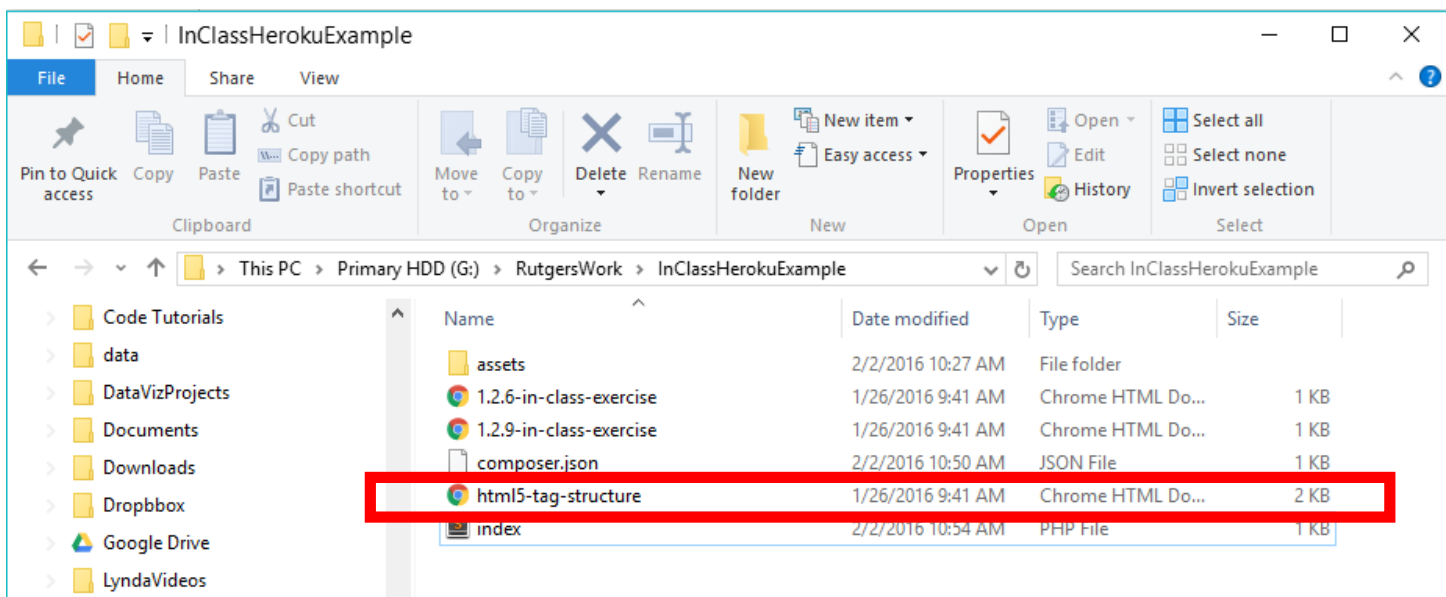 InClassHerokuExample
File Home Share View
Pin to Quick access
Copy
Paste
Cut
Copy path
Paste shortcut
Clipboard
Move to
Copy to
Delete
Rename
Organize
New folder
New item
Easy access
New
Properties
Open
Edit
History
Open
Select all
Select none
Invert selection
Select
This PC > Primary HDD (G:) > RutgersWork > InClassHerokuExample
Search InClassHerokuExample
Code Tutorials
data
DataVizProjects
Documents
Downloads
Dropbbox
Google Drive
LyndaVideos
Name Date modified Type Size
assets 2/2/2016 10:27 AM File folder
1.2.6-in-class-exercise 1/26/2016 9:41 AM Chrome HTML Do... 1 KB
1.2.9-in-class-exercise 1/26/2016 9:41 AM Chrome HTML Do... 1 KB
composer.json 2/2/2016 10:50 AM JSON File 1 KB
html5-tag-structure 1/26/2016 9:41 AM Chrome HTML Do... 2 KB
index 2/2/2016 10:54 AM PHP File 1 KB